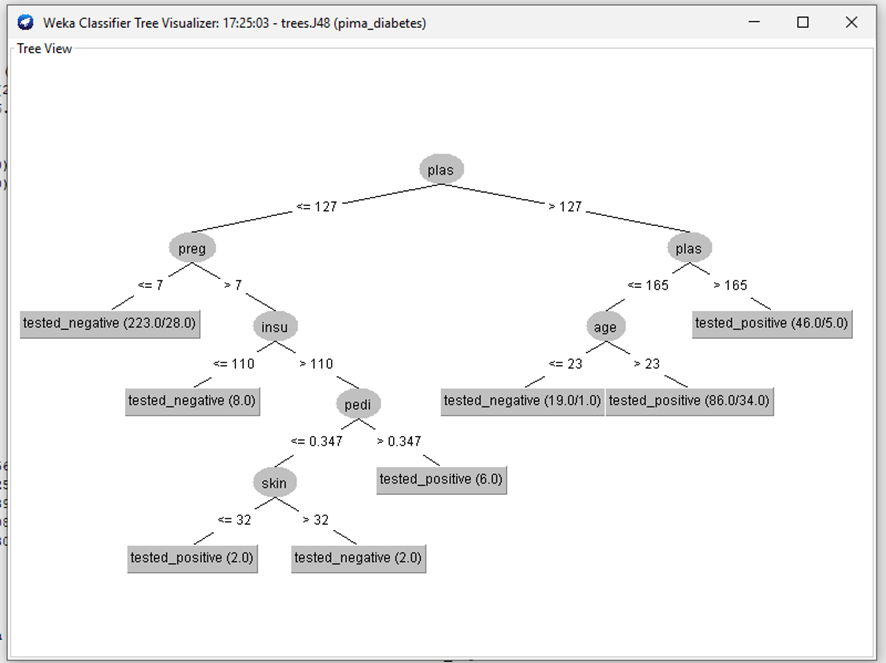 Weka Classifier Tree Visualizer: 17:25:03 - trees.J48 (pima_diabetes)
Tree View
plas
<= 127
> 127
preg
plas
<= 7
> 7
<= 165
> 165
tested_negative (223.0/28.0)
insu
age
tested_positive (46.0/5.0)
<= 110
> 110
<= 23
> 23
tested_negative (8.0)
pedi
tested_negative (19.0/1.0)
tested_positive (86.0/34.0)
<= 0.347
> 0.347
skin
tested_positive (6.0)
<= 32
> 32
tested_positive (2.0)
tested_negative (2.0)